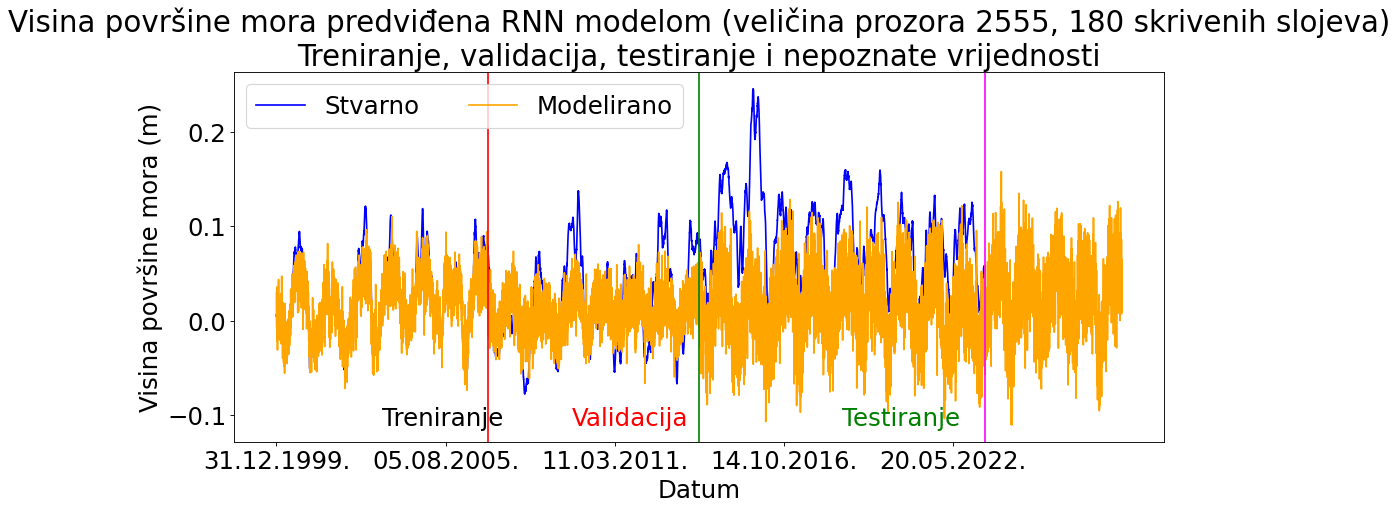 Visina površine mora predviđena RNN modelom (veličina prozora 2555, 180 skrivenih slojeva)
Treniranje, validacija, testiranje i nepoznate vrijednosti
Stvarno
Modelirano
Visina površine mora (m)
0.2
0.1
0.0
−0.1
Treniranje
Validacija
Testiranje
31.12.1999.
05.08.2005.
11.03.2011.
14.10.2016.
20.05.2022.
Datum